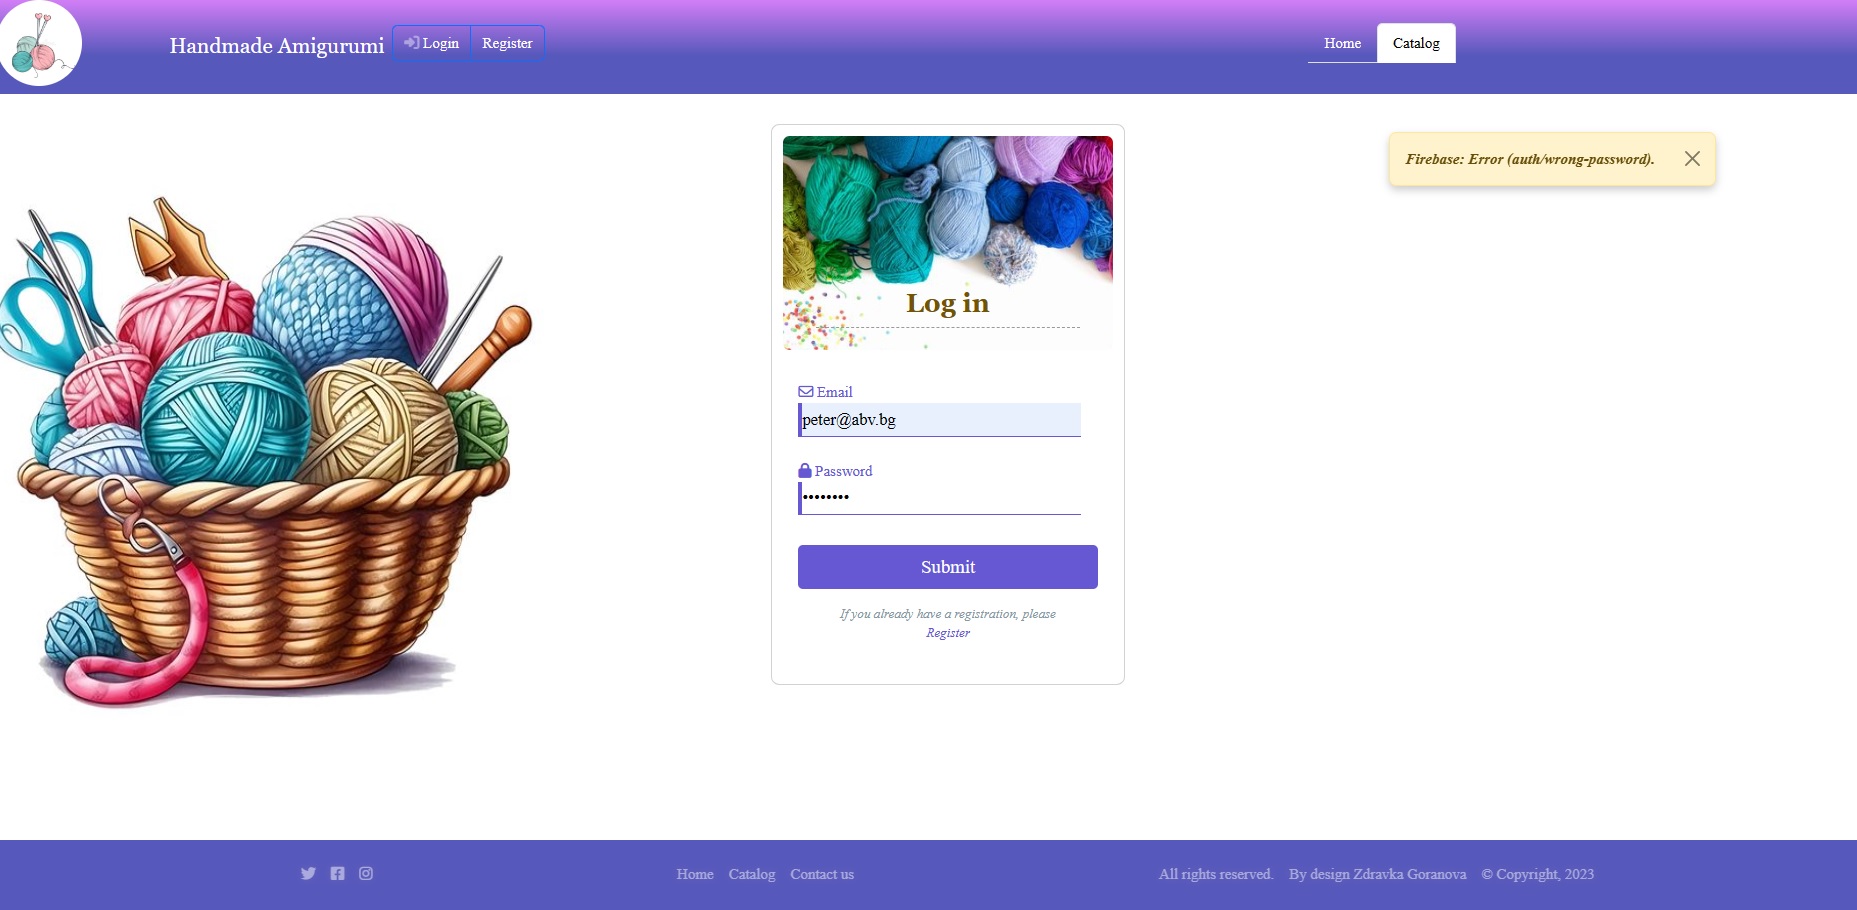 Handmade Amigurumi
Login
Register
Home
Catalog
Firebase: Error (auth/wrong-password).
Log in
Email
peter@abv.bg
Password
••••••••
Submit
If you already have a registration, please
Register
Home
Catalog
Contact us
All rights reserved.
By design Zdravka Goranova
© Copyright, 2023